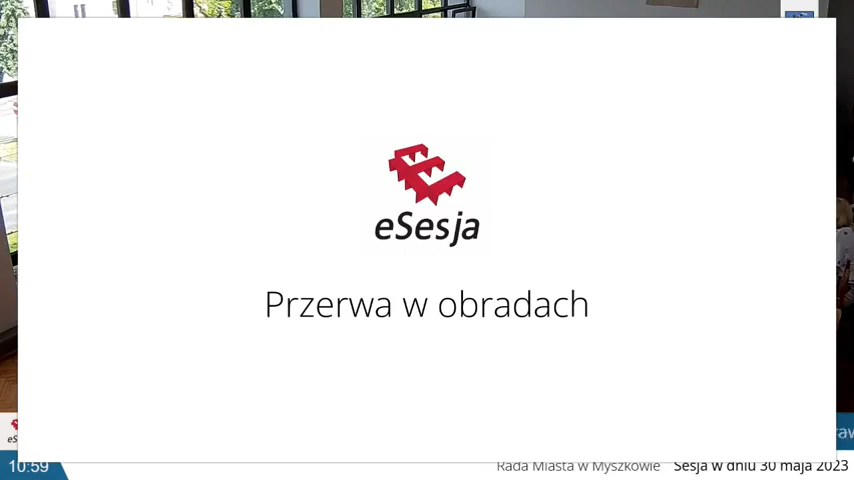 eSesja
Przerwa w obradach
10:59
Rada Miasta w Myszkowie Sesja w dniu 30 maja 2023